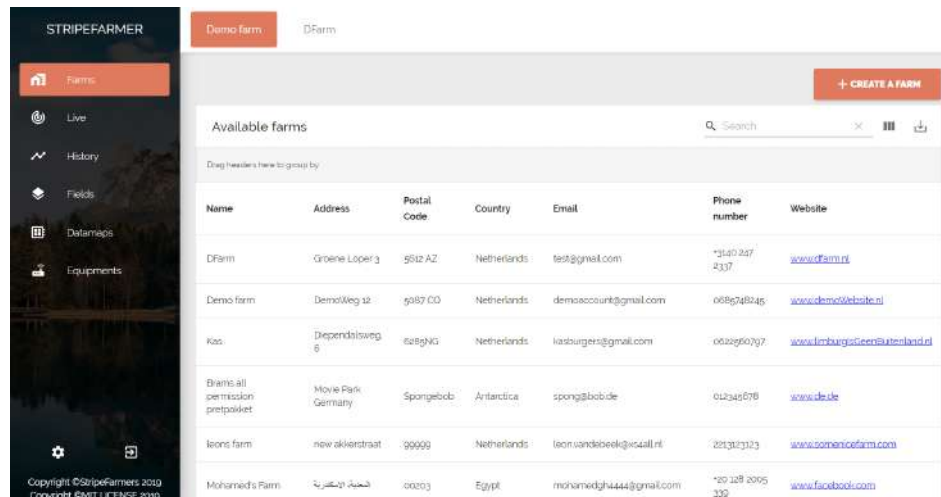 STRIPEFARMER
Demo farm
DFarm
Farms
Live
History
Fields
Datamaps
Equipments
Copyright ©StripeFarmers 2019
Copyright ©MIT LICENSE 2019
+ CREATE A FARM
Available farms
Search
Drag headers here to group by
Name Address Postal Code Country Email Phone number Website
DFarm Groene Loper 3 5612 AZ Netherlands test@gmail.com +3140 247 2337 www.dfarm.nl
Demo farm DemoWeg 12 5087 CO Netherlands demoaccount@gmail.com 0685748245 www.demoWebsite.nl
Kas Diependalsweg 6 6285NG Netherlands kasburgers@gmail.com 0622560797 www.limburgIsGeenBuitenland.nl
Brams all permission pretpakket Movie Park Germany Spongebob Antarctica spong@bob.de 012345678 www.de.de
leons farm new akkerstraat 99999 Netherlands leon.vandebeek@xs4all.nl 2213123123 www.somenicefarm.com
Mohamed's Farm الاسكندرية 00203 Egypt mohamedgh4444@gmail.com +20 128 2005 339 www.facebook.com